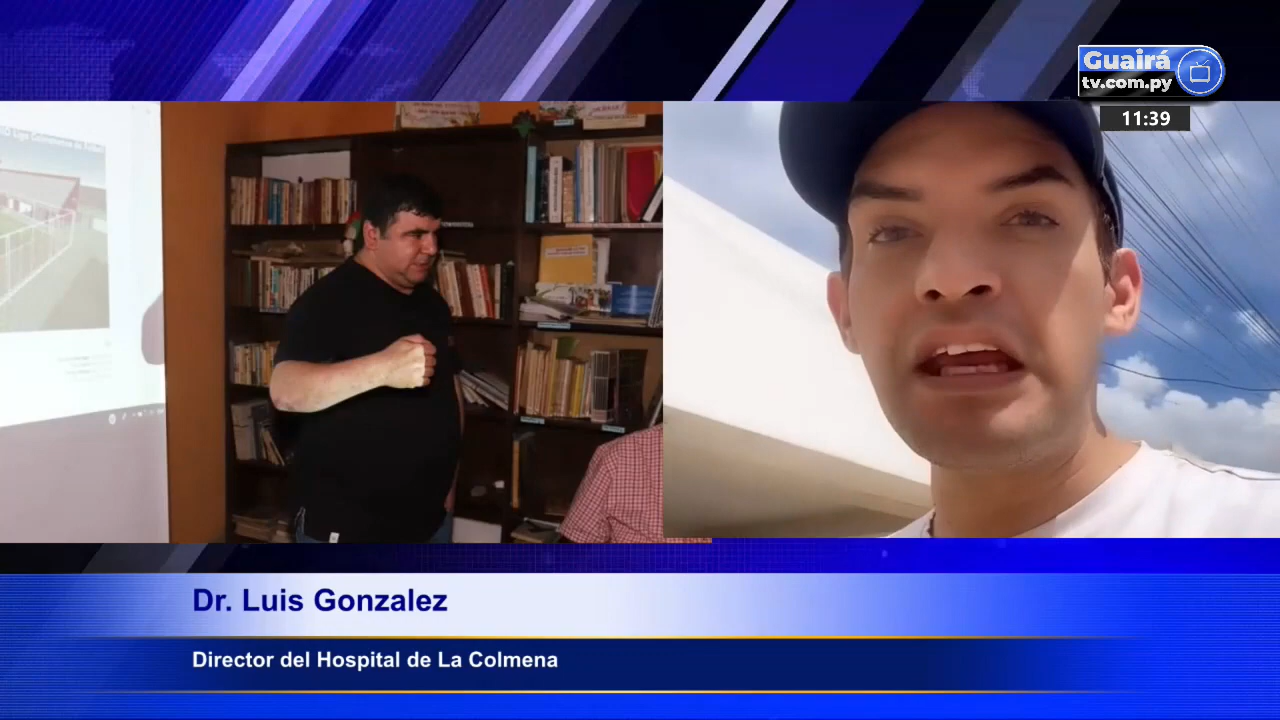 Guairá
tv.com.py
11:39
Dr. Luis Gonzalez
Director del Hospital de La Colmena